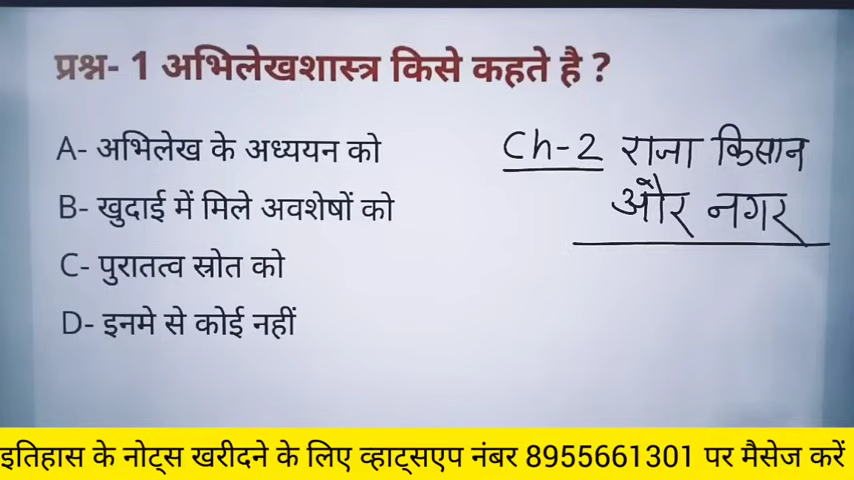 प्रश्न- 1 अभिलेखशास्त्र किसे कहते है ?
A- अभिलेख के अध्ययन को
B- खुदाई में मिले अवशेषों को
C- पुरातत्व स्रोत को
D- इनमे से कोई नहीं
Ch-2 राजा किसान
और नगर
इतिहास के नोट्स खरीदने के लिए व्हाट्सएप नंबर 8955661301 पर मैसेज करें